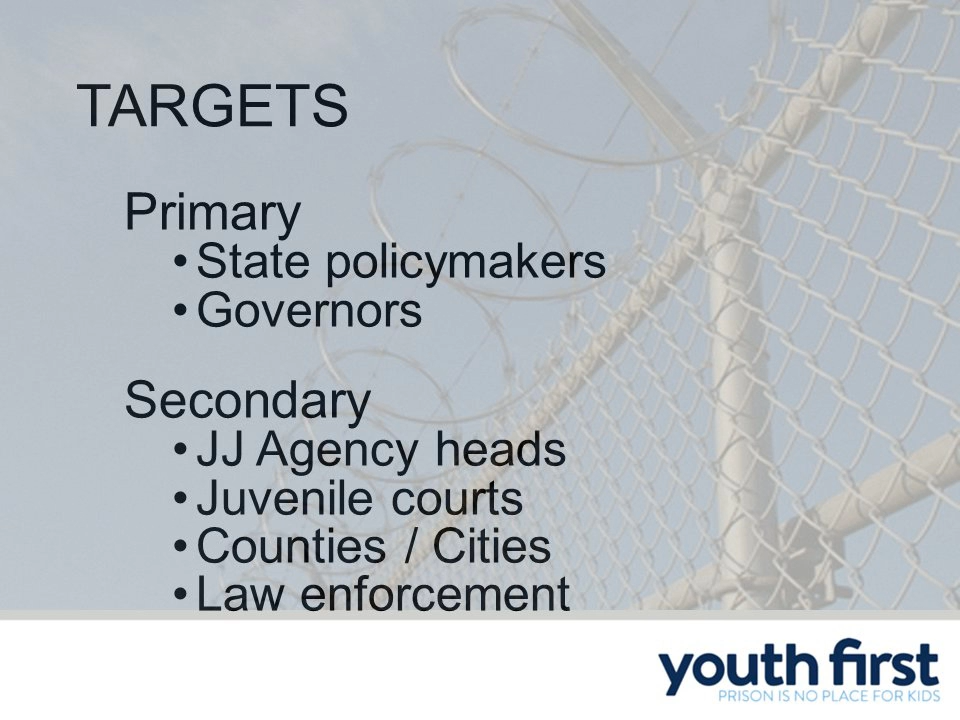 TARGETS
Primary
• State policymakers
• Governors
Secondary
• JJ Agency heads
• Juvenile courts
• Counties / Cities
• Law enforcement
youth first
PRISON IS NO PLACE FOR KIDS